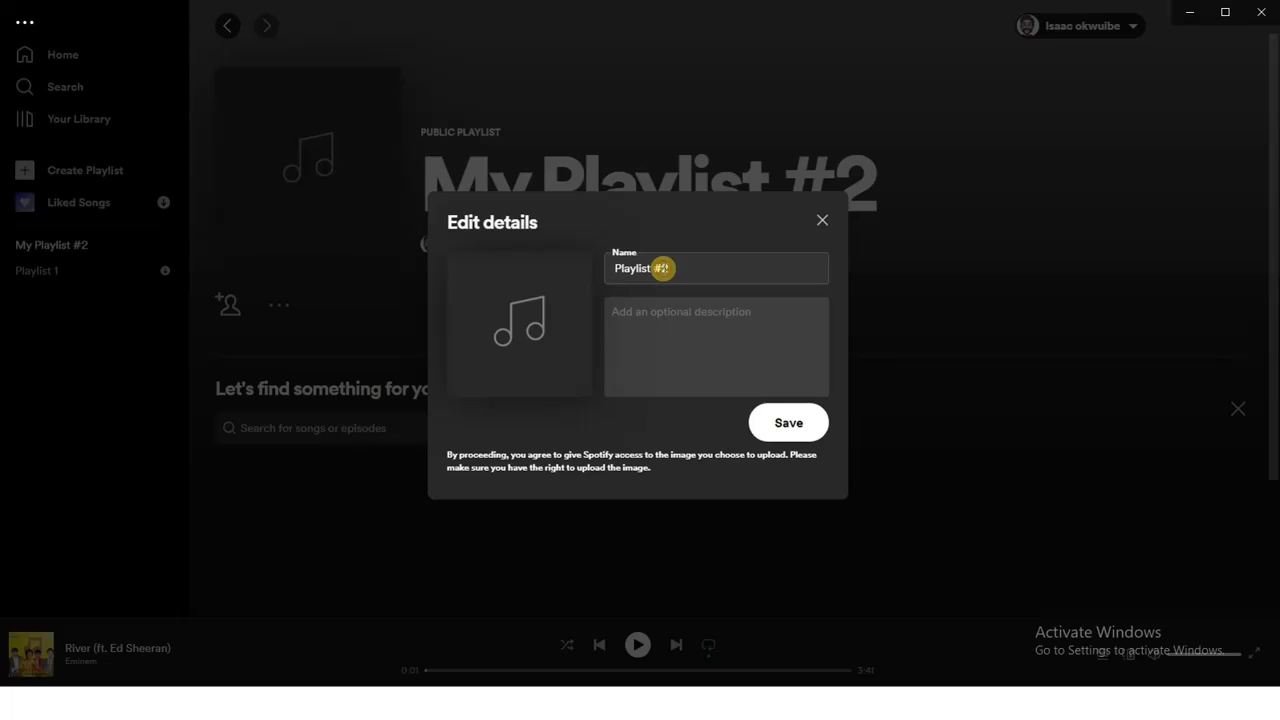 Home
Search
Your Library
Create Playlist
Liked Songs
My Playlist #2
Playlist 1
Isaac okwuibe
PUBLIC PLAYLIST
My Playlist #2
Edit details
Name
Playlist #2
Add an optional description
Save
By proceeding, you agree to give Spotify access to the image you choose to upload. Please
make sure you have the right to upload the image.
Let's find something for yo
Search for songs or episodes
River (ft. Ed Sheeran)
Eminem
0:01
3:41
Activate Windows
Go to Settings to activate Windows.